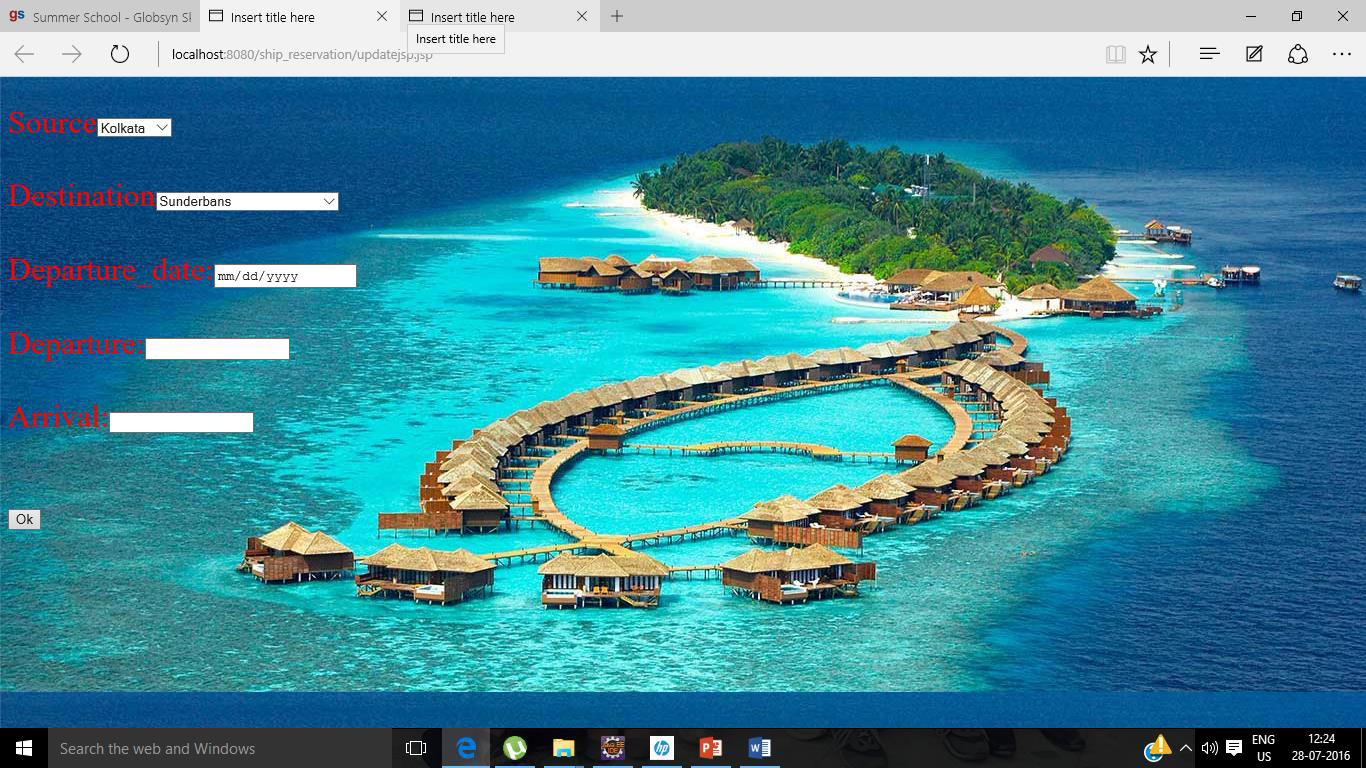 gs Summer School - Globsyn Sk
Insert title here
Insert title here
Insert title here
localhost:8080/ship_reservation/updatejsp.jsp
Source Kolkata
Destination Sunderbans
Departure_date: mm/dd/yyyy
Departure:
Arrival:
Ok
Search the web and Windows
ENG
US
12:24
28-07-2016